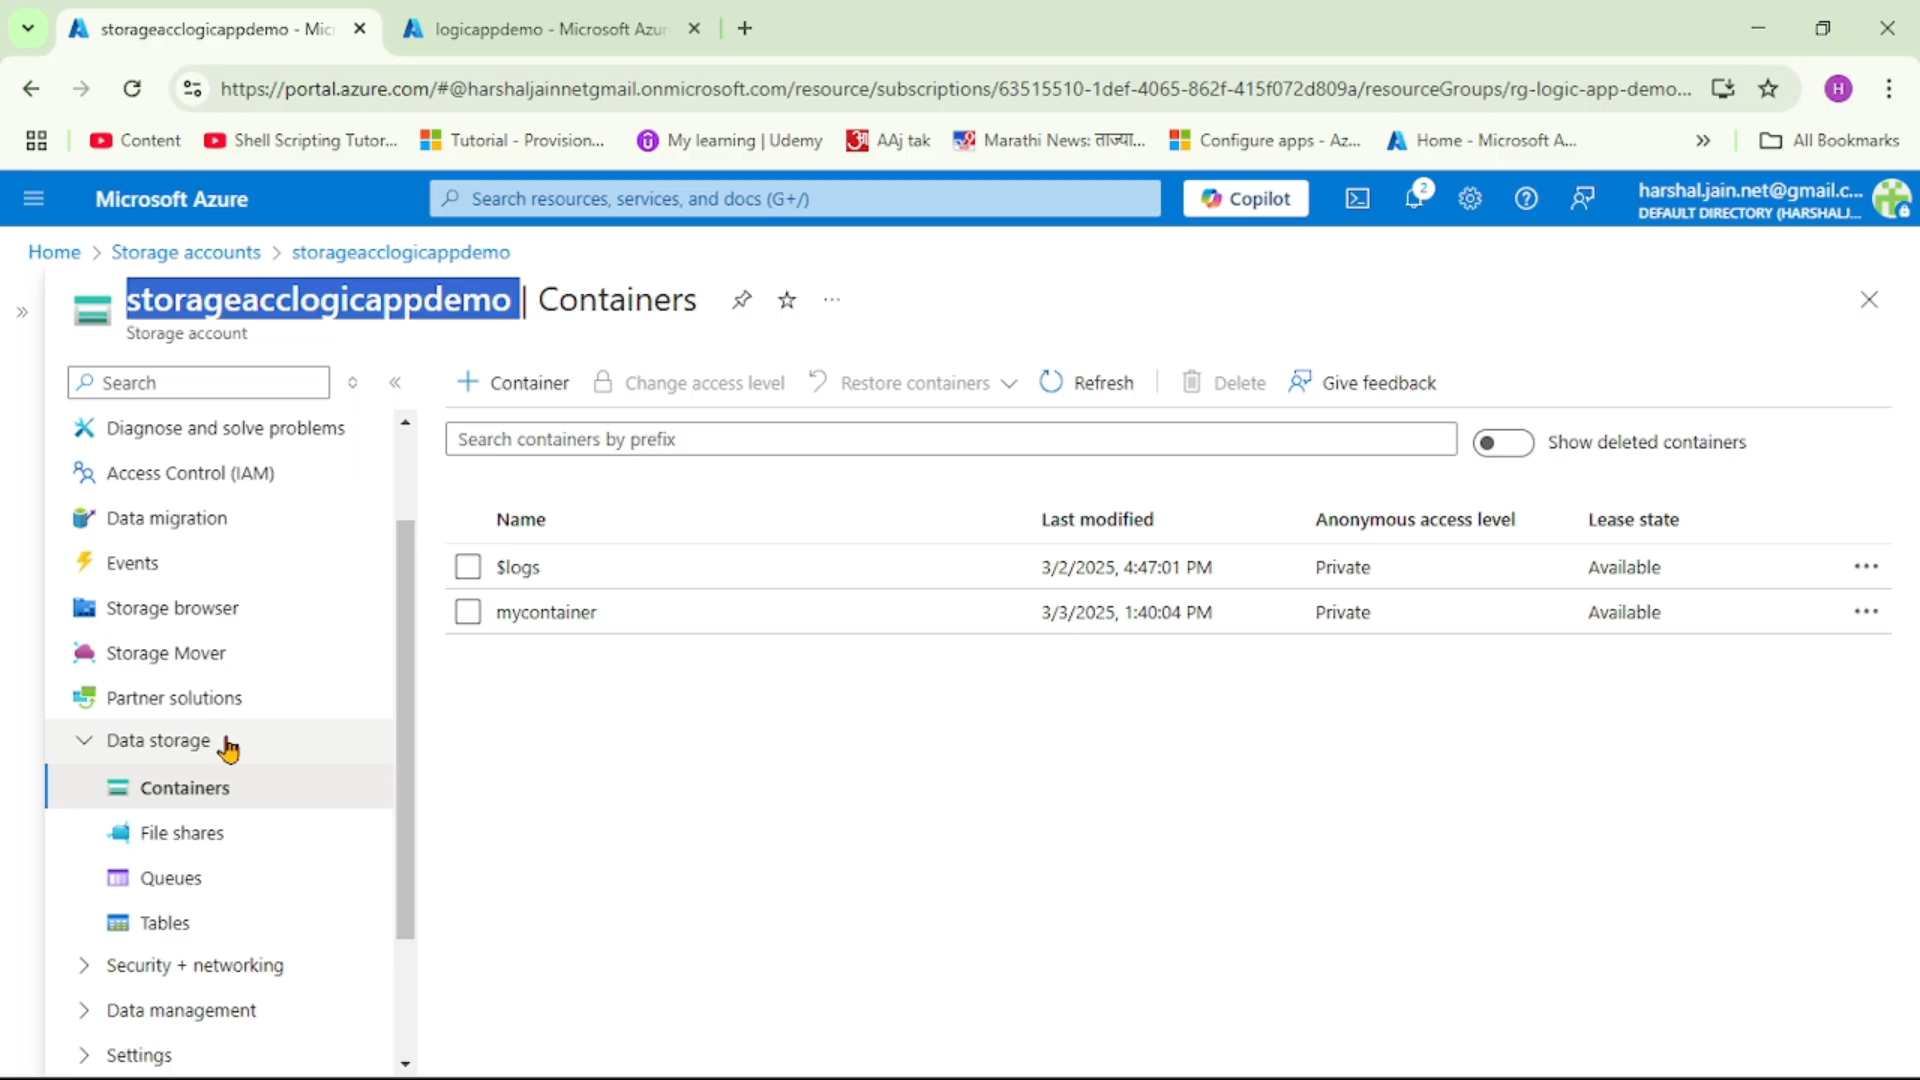 storageacclogicappdemo - Mic
logicappdemo - Microsoft Azur
https://portal.azure.com/#@harshaljainnetgmail.onmicrosoft.com/resource/subscriptions/63515510-1def-4065-862f-415f072d809a/resourceGroups/rg-logic-app-demo...
H
Content
Shell Scripting Tutor...
Tutorial - Provision...
My learning | Udemy
AAj tak
Marathi News: ताज्या...
Configure apps - Az...
Home - Microsoft A...
All Bookmarks
Microsoft Azure
Search resources, services, and docs (G+/)
Copilot
2
harshal.jain.net@gmail.c...
DEFAULT DIRECTORY (HARSHALJ...
Home > Storage accounts > storageacclogicappdemo
storageacclogicappdemo | Containers
Storage account
Search
Container
Change access level
Restore containers
Refresh
Delete
Give feedback
Diagnose and solve problems
Access Control (IAM)
Data migration
Events
Storage browser
Storage Mover
Partner solutions
Data storage
Containers
File shares
Queues
Tables
Security + networking
Data management
Settings
Search containers by prefix
Show deleted containers
Name Last modified Anonymous access level Lease state
$logs 3/2/2025, 4:47:01 PM Private Available
mycontainer 3/3/2025, 1:40:04 PM Private Available